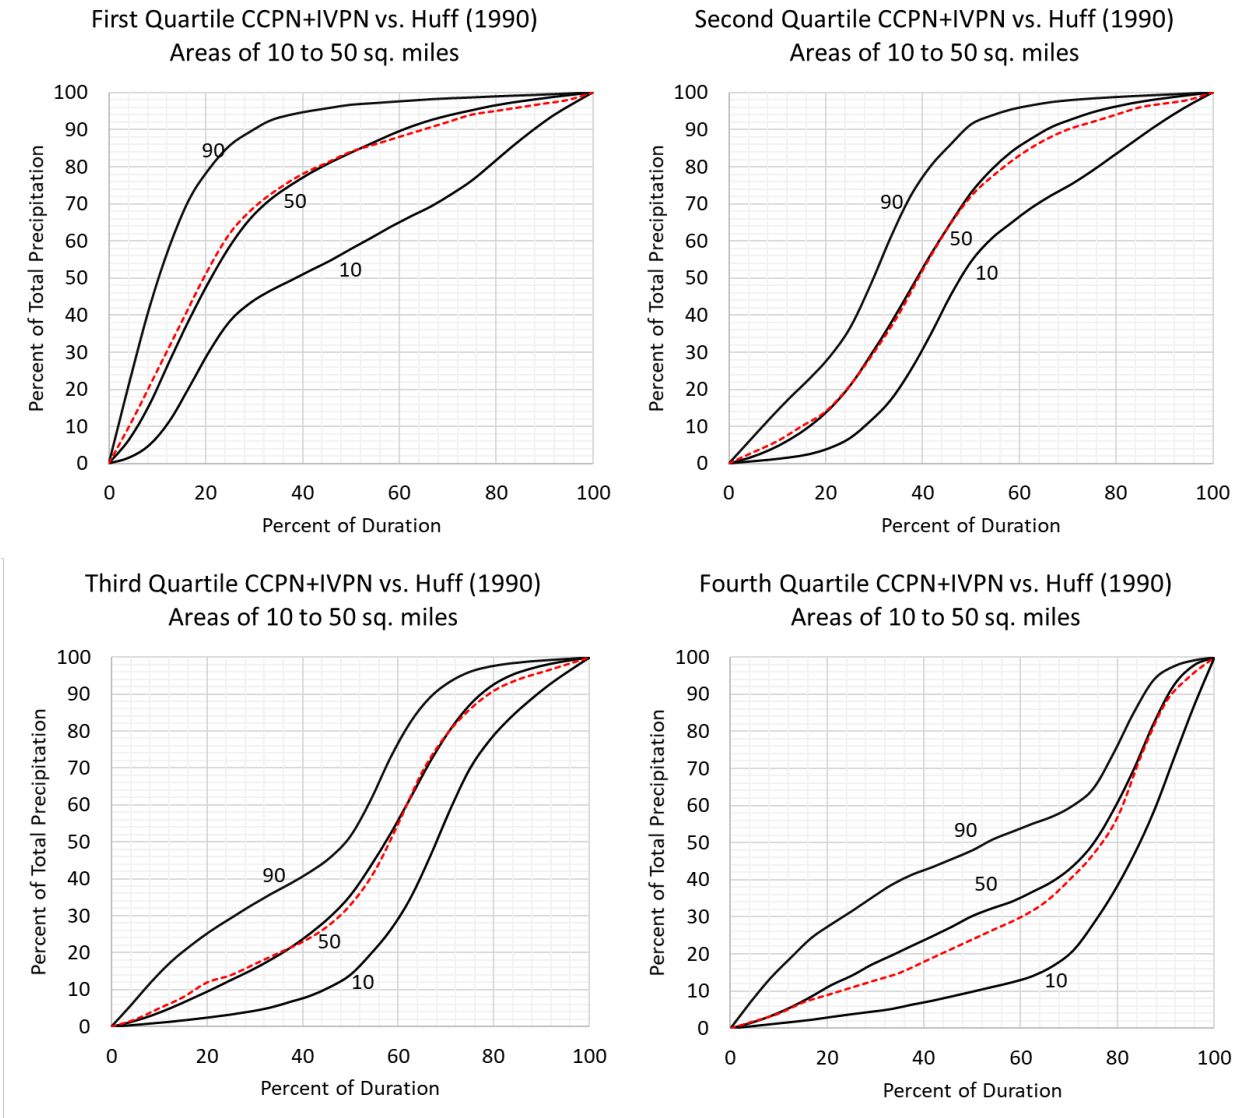 First Quartile CCPN+IVPN vs. Huff (1990)
Areas of 10 to 50 sq. miles
100
90
80
70
60
50
40
30
20
10
0
Percent of Total Precipitation
90
50
10
0 20 40 60 80 100
Percent of Duration
Second Quartile CCPN+IVPN vs. Huff (1990)
Areas of 10 to 50 sq. miles
100
90
80
70
60
50
40
30
20
10
0
Percent of Total Precipitation
90
50
10
0 20 40 60 80 100
Percent of Duration
Third Quartile CCPN+IVPN vs. Huff (1990)
Areas of 10 to 50 sq. miles
100
90
80
70
60
50
40
30
20
10
0
Percent of Total Precipitation
90
50
10
0 20 40 60 80 100
Percent of Duration
Fourth Quartile CCPN+IVPN vs. Huff (1990)
Areas of 10 to 50 sq. miles
100
90
80
70
60
50
40
30
20
10
0
Percent of Total Precipitation
90
50
10
0 20 40 60 80 100
Percent of Duration